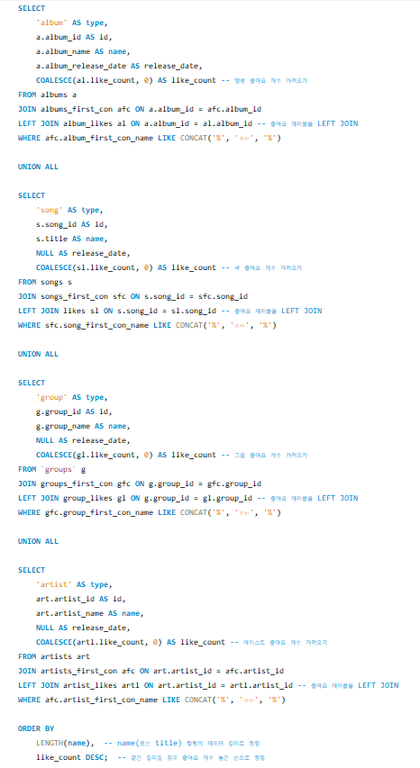 SELECT
'album' AS type,
a.album_id AS id,
a.album_name AS name,
a.album_release_date AS release_date,
COALESCE(al.like_count, 0) AS like_count -- 앨범 좋아요 개수 가져오기
FROM albums a
JOIN albums_first_con afc ON a.album_id = afc.album_id
LEFT JOIN album_likes al ON a.album_id = al.album_id -- 좋아요 테이블을 LEFT JOIN
WHERE afc.album_first_con_name LIKE CONCAT('%', '', '%')
UNION ALL
SELECT
'song' AS type,
s.song_id AS id,
s.title AS name,
NULL AS release_date,
COALESCE(sl.like_count, 0) AS like_count -- 곡 좋아요 개수 가져오기
FROM songs s
JOIN songs_first_con sfc ON s.song_id = sfc.song_id
LEFT JOIN likes sl ON s.song_id = sl.song_id -- 좋아요 테이블을 LEFT JOIN
WHERE sfc.song_first_con_name LIKE CONCAT('%', '', '%')
UNION ALL
SELECT
'group' AS type,
g.group_id AS id,
g.group_name AS name,
NULL AS release_date,
COALESCE(gl.like_count, 0) AS like_count -- 그룹 좋아요 개수 가져오기
FROM `groups` g
JOIN groups_first_con gfc ON g.group_id = gfc.group_id
LEFT JOIN group_likes gl ON g.group_id = gl.group_id -- 좋아요 테이블을 LEFT JOIN
WHERE gfc.group_first_con_name LIKE CONCAT('%', '', '%')
UNION ALL
SELECT
'artist' AS type,
art.artist_id AS id,
art.artist_name AS name,
NULL AS release_date,
COALESCE(artl.like_count, 0) AS like_count -- 아티스트 좋아요 개수 가져오기
FROM artists art
JOIN artists_first_con afc ON art.artist_id = afc.artist_id
LEFT JOIN artist_likes artl ON art.artist_id = artl.artist_id -- 좋아요 테이블을 LEFT JOIN
WHERE afc.artist_first_con_name LIKE CONCAT('%', '', '%')
ORDER BY
LENGTH(name), -- name(또는 title) 컬럼의 데이터 길이로 정렬
like_count DESC; -- 같은 길이일 경우 좋아요 개수 높은 순으로 정렬